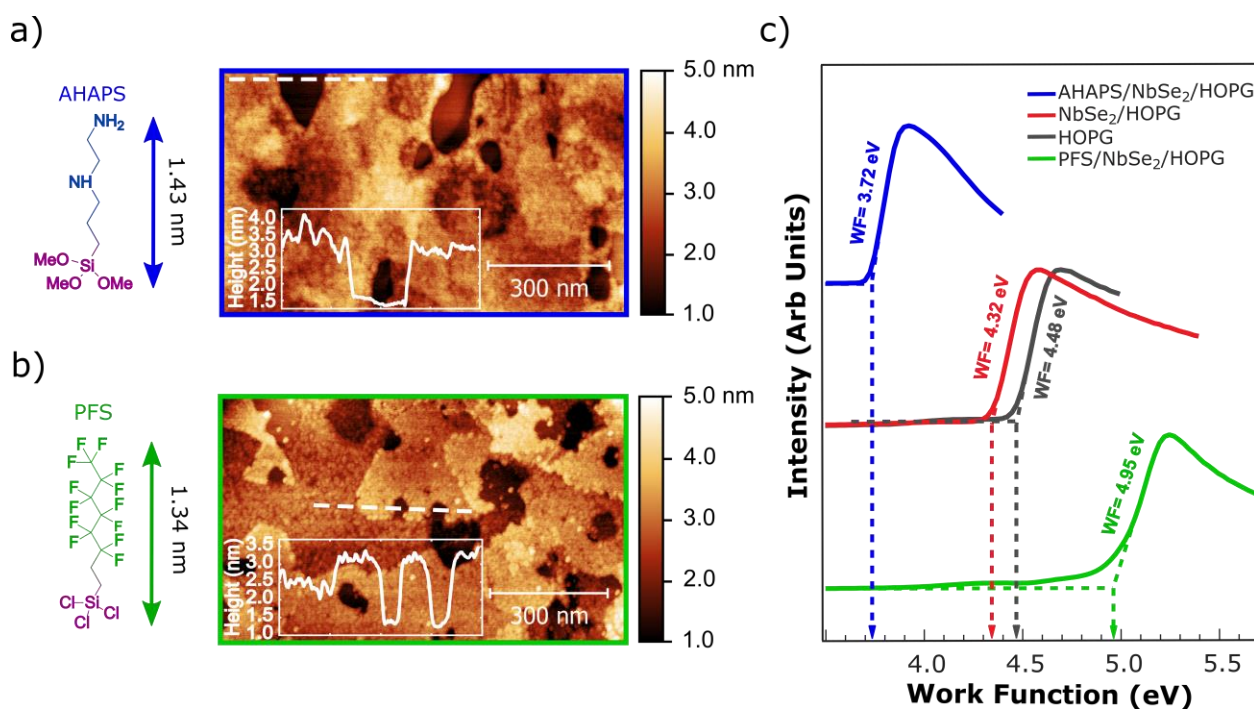 a)
AHAPS
NH₂
NH
MeO
Si
MeO OMe
1.43 nm
Height (nm)
4.0
3.5
3.0
2.5
2.0
1.5
300 nm
5.0 nm
4.0
3.0
2.0
1.0
b)
PFS
F
F F
F F
F F
F F
F F
F F
Cl Si
Cl
Cl
1.34 nm
Height (nm)
3.5
3.0
2.5
2.0
1.5
1.0
300 nm
5.0 nm
4.0
3.0
2.0
1.0
c)
AHAPS/NbSe₂/HOPG
NbSe₂/HOPG
HOPG
PFS/NbSe₂/HOPG
WF= 3.72 eV
WF= 4.32 eV
WF= 4.48 eV
WF= 4.95 eV
Intensity (Arb Units)
4.0 4.5 5.0 5.5
Work Function (eV)